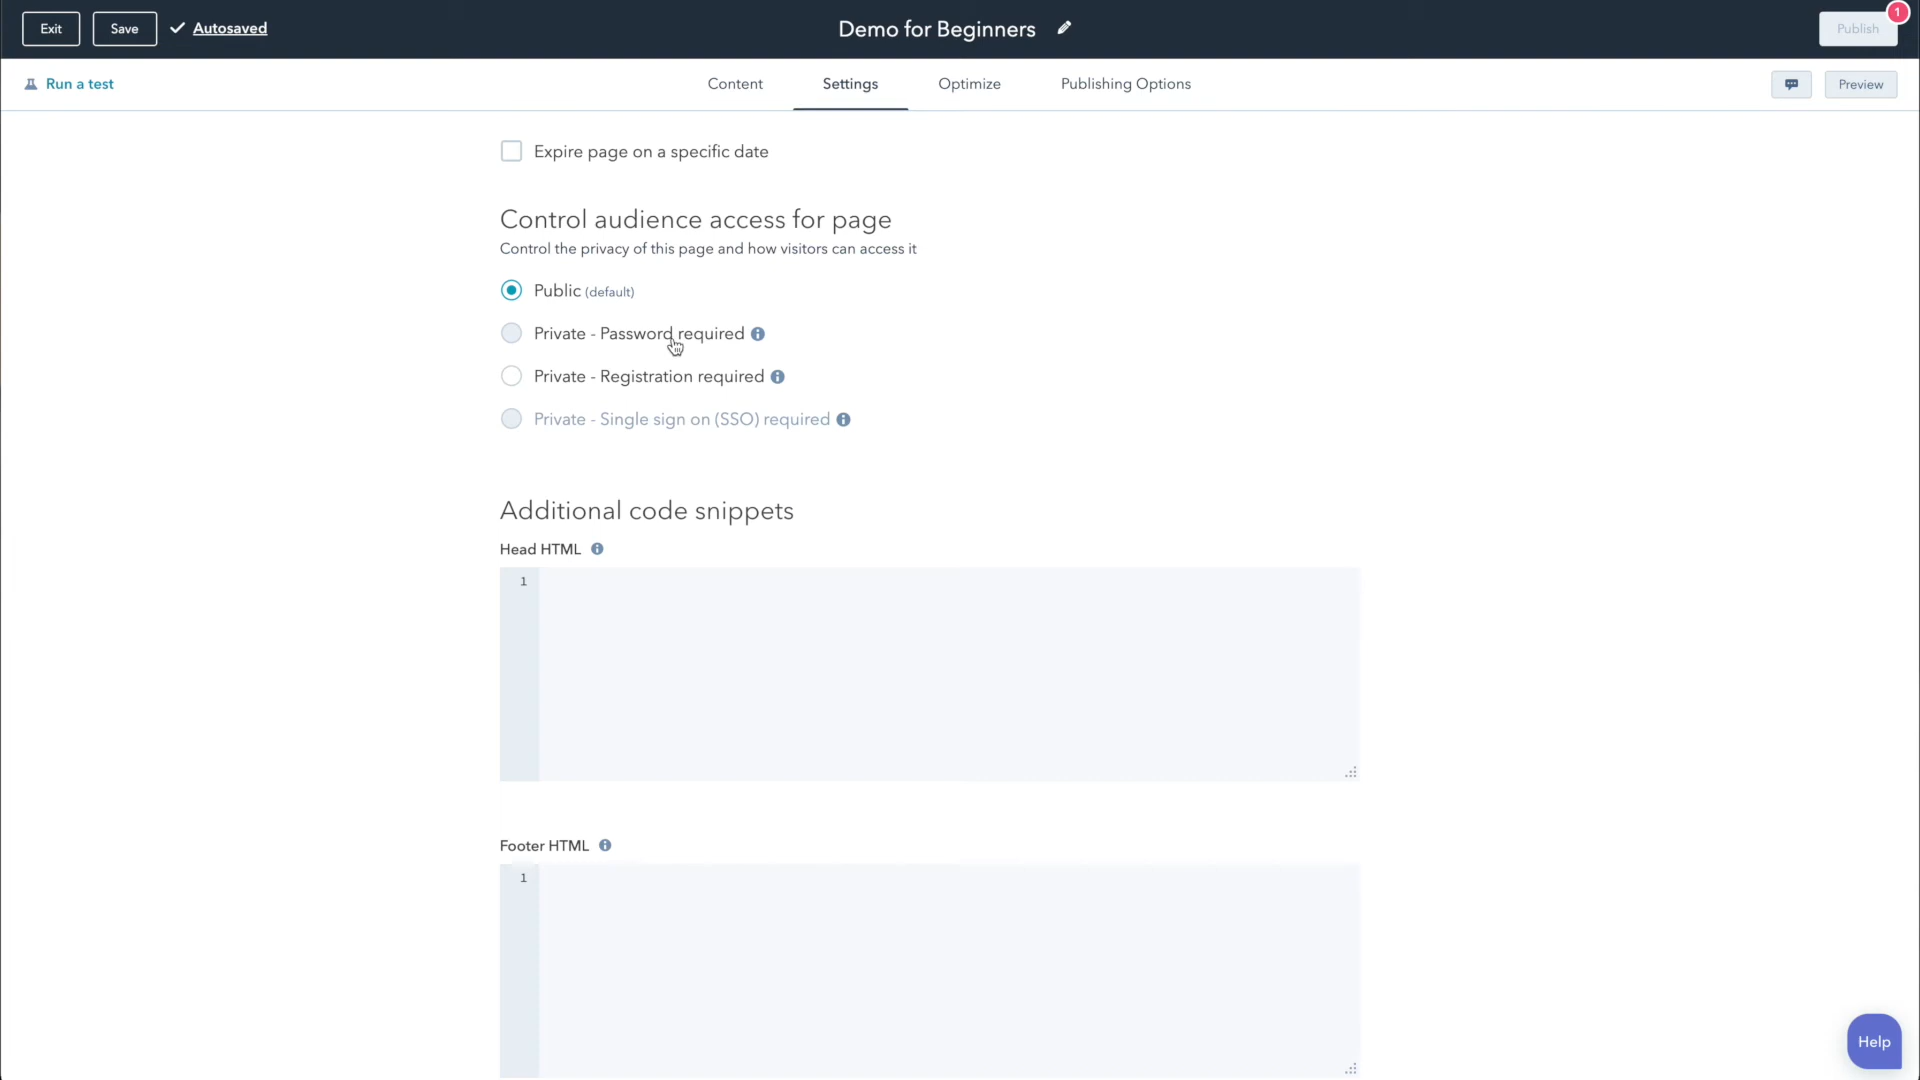 Exit
Save
Autosaved
Demo for Beginners
Publish
1
Run a test
Content
Settings
Optimize
Publishing Options
Preview
Expire page on a specific date
Control audience access for page
Control the privacy of this page and how visitors can access it
Public (default)
Private - Password required
Private - Registration required
Private - Single sign on (SSO) required
Additional code snippets
Head HTML
1
Footer HTML
1
Help